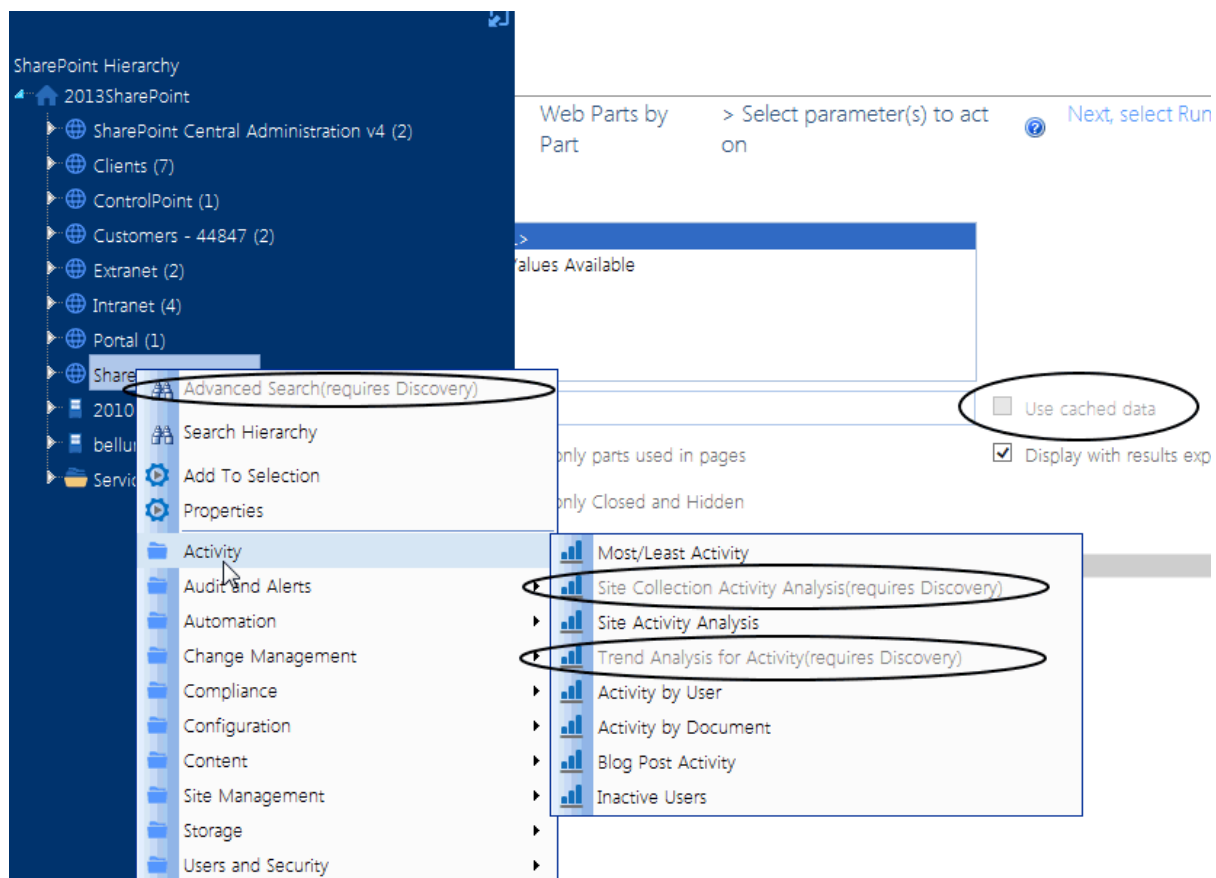 SharePoint Hierarchy
2013SharePoint
SharePoint Central Administration v4 (2)
Clients (7)
ControlPoint (1)
Customers - 44847 (2)
Extranet (2)
Intranet (4)
Portal (1)
Share
2010
bellu
Servic
Advanced Search(requires Discovery)
Search Hierarchy
Add To Selection
Properties
Activity
Audit and Alerts
Automation
Change Management
Compliance
Configuration
Content
Site Management
Storage
Users and Security
Most/Least Activity
Site Collection Activity Analysis(requires Discovery)
Site Activity Analysis
Trend Analysis for Activity(requires Discovery)
Activity by User
Activity by Document
Blog Post Activity
Inactive Users
Web Parts by
Part
> Select parameter(s) to act
on
Next, select Run
>
alues Available
Use cached data
only parts used in pages
Display with results exp
only Closed and Hidden